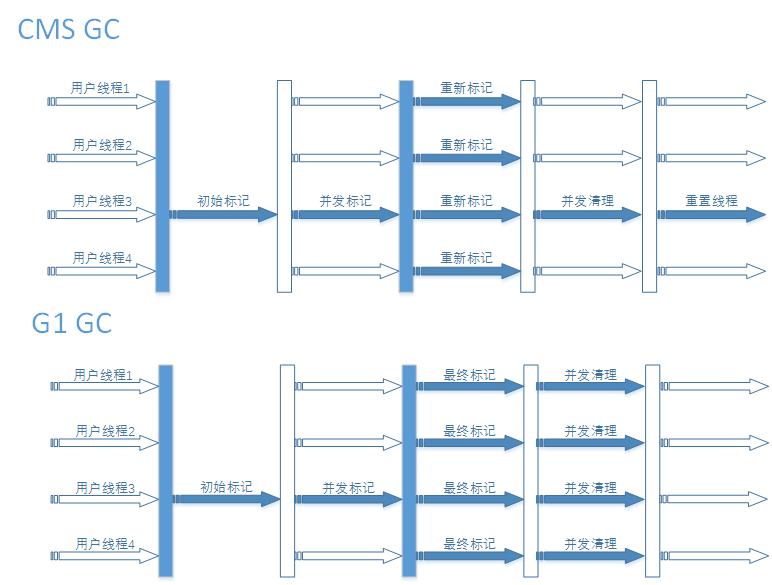 CMS GC
用户线程1
重新标记
用户线程2
重新标记
用户线程3
初始标记
并发标记
重新标记
并发清理
重置线程
用户线程4
重新标记
G1 GC
用户线程1
最终标记
并发清理
用户线程2
最终标记
并发清理
用户线程3
初始标记
并发标记
最终标记
并发清理
用户线程4
最终标记
并发清理